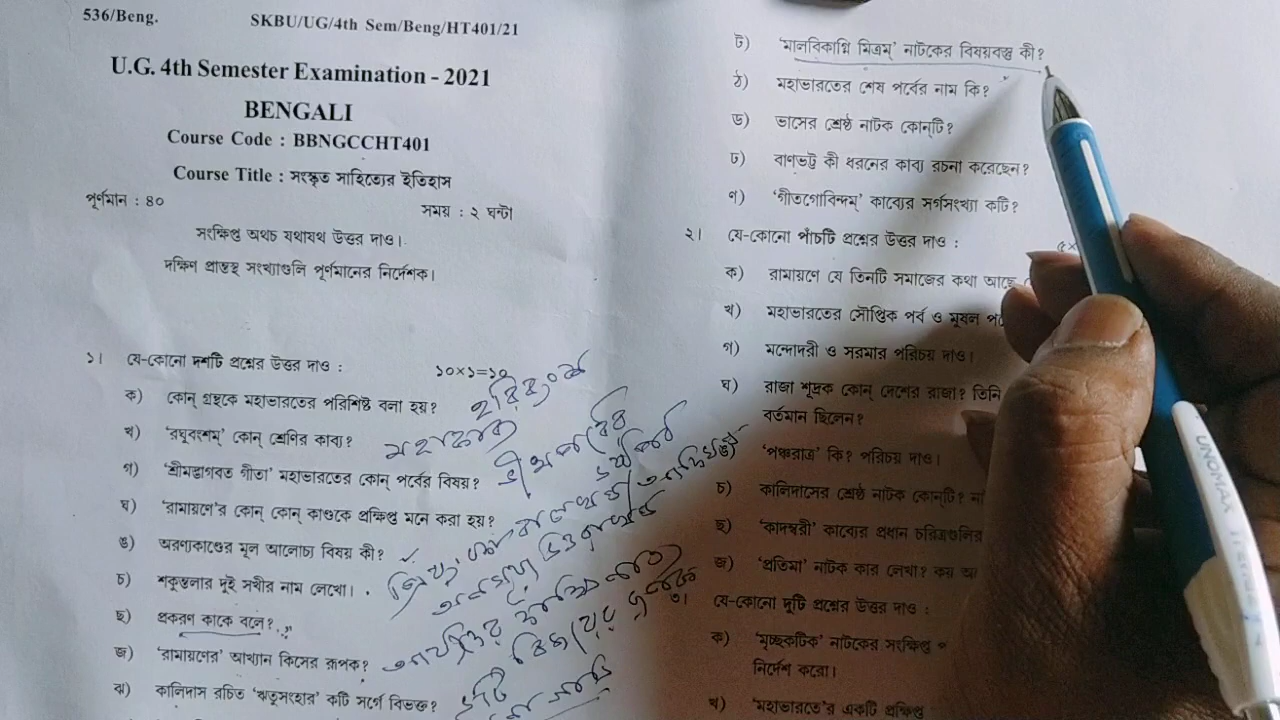 536/Beng.
SKBU/UG/4th Sem/Beng/HT401/21
U.G. 4th Semester Examination - 2021
BENGALI
Course Code : BBNGCCHT401
Course Title : সংস্কৃত সাহিত্যের ইতিহাস
পূর্ণমান : ৪০
সময় : ২ ঘন্টা
সংক্ষিপ্ত অথচ যথাযথ উত্তর দাও।
দক্ষিণ প্রান্তস্থ সংখ্যাগুলি পূর্ণমানের নির্দেশক।
১। যে-কোনো দশটি প্রশ্নের উত্তর দাও : ১০×১=১০
ক) কোন্ গ্রন্থকে মহাভারতের পরিশিষ্ট বলা হয়? হরিবংশ
খ) 'রঘুবংশম্' কোন্ শ্রেণির কাব্য? মহাকাব্য
গ) 'শ্রীমদ্ভাগবত গীতা' মহাভারতের কোন্ পর্বের বিষয়? ভীষ্মপর্বের
ঘ) 'রামায়ণে'র কোন্ কোন্ কাণ্ডকে প্রক্ষিপ্ত মনে করা হয়?
ঙ) অরণ্যকাণ্ডের মূল আলোচ্য বিষয় কী?
চ) শকুন্তলার দুই সখীর নাম লেখো।
ছ) প্রকরণ কাকে বলে?
জ) 'রামায়ণের' আখ্যান কিসের রূপক?
ঝ) কালিদাস রচিত 'ঋতুসংহার' কটি সর্গে বিভক্ত?
ট) 'মালবিকাগ্নি মিত্রম্' নাটকের বিষয়বস্তু কী?
ঠ) মহাভারতের শেষ পর্বের নাম কি?
ড) ভাসের শ্রেষ্ঠ নাটক কোন্‌টি?
ঢ) বাণভট্ট কী ধরনের কাব্য রচনা করেছেন?
ণ) 'গীতগোবিন্দম্' কাব্যের সর্গসংখ্যা কটি?
২। যে-কোনো পাঁচটি প্রশ্নের উত্তর দাও : ৫×
ক) রামায়ণে যে তিনটি সমাজের কথা আছে
খ) মহাভারতের সৌপ্তিক পর্ব ও মূষল
গ) মন্দোদরী ও সরমার পরিচয় দাও।
ঘ) রাজা শূদ্রক কোন্ দেশের রাজা? তিনি
বর্তমান ছিলেন?
'পঞ্চরাত্র' কি? পরিচয় দাও।
চ) কালিদাসের শ্রেষ্ঠ নাটক কোন্‌টি?
ছ) 'কাদম্বরী' কাব্যের প্রধান চরিত্রগুলির
জ) 'প্রতিমা' নাটক কার লেখা? কয়
৩। যে-কোনো দুটি প্রশ্নের উত্তর দাও :
ক) 'মৃচ্ছকটিক' নাটকের সংক্ষিপ্ত
নির্দেশ করো।
খ) 'মহাভারতে'র একটি প্রক্ষিপ্ত
UNOMAX